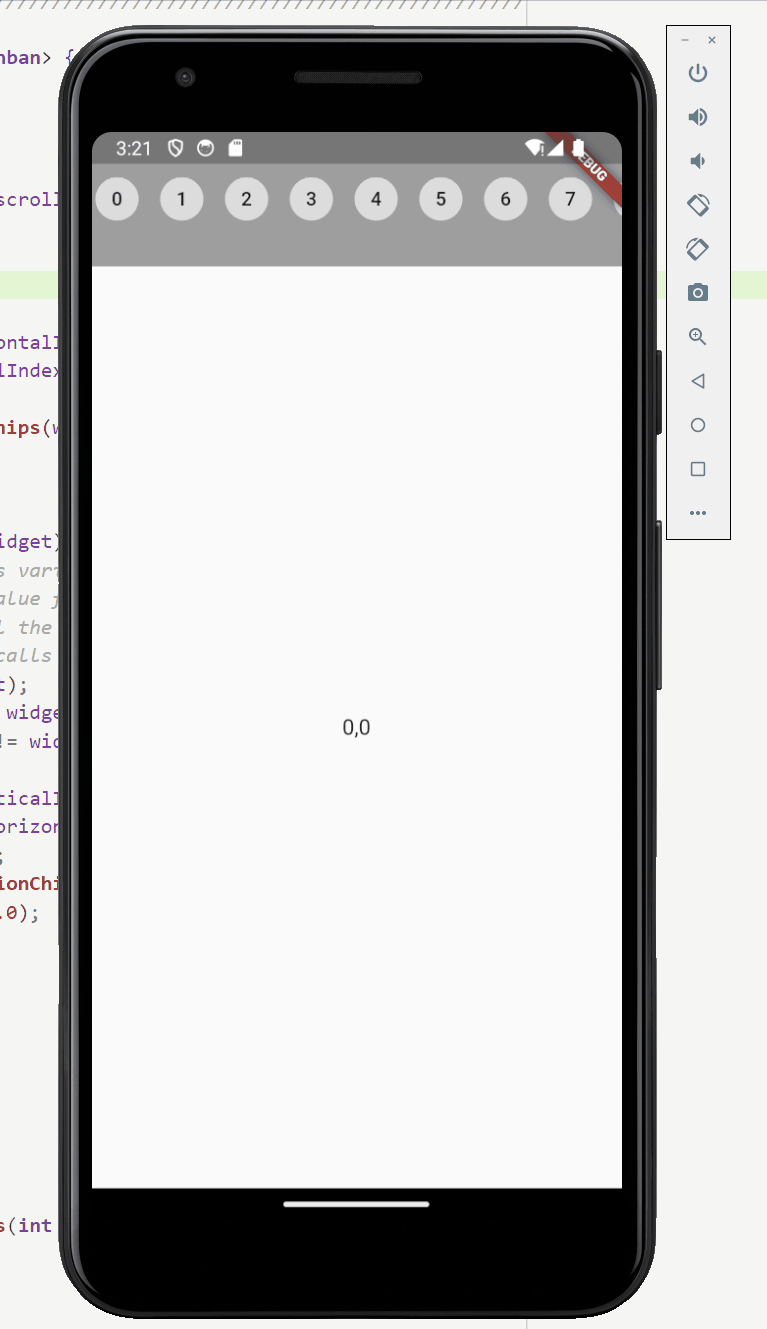 ////////////////////////////////////////////
nban> {
3:21
DEBUG
0 1 2 3 4 5 6 7
scroll
ontalI
lIndex
hips(w
idget)
s var
alue
l the
calls
t);
widge
!= wid
0,0
ticalI
orizon
;
ionChi
.0);
s(int